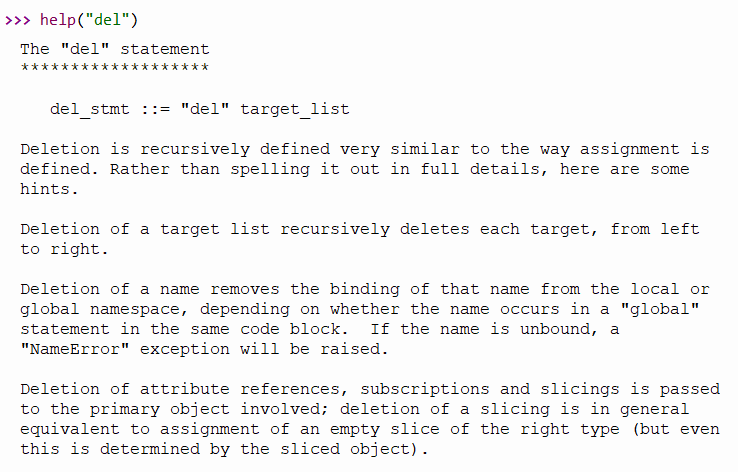 >>> help("del")
The "del" statement
*******************
del_stmt ::= "del" target_list
Deletion is recursively defined very similar to the way assignment is
defined. Rather than spelling it out in full details, here are some
hints.
Deletion of a target list recursively deletes each target, from left
to right.
Deletion of a name removes the binding of that name from the local or
global namespace, depending on whether the name occurs in a "global"
statement in the same code block.  If the name is unbound, a
"NameError" exception will be raised.
Deletion of attribute references, subscriptions and slicings is passed
to the primary object involved; deletion of a slicing is in general
equivalent to assignment of an empty slice of the right type (but even
this is determined by the sliced object).